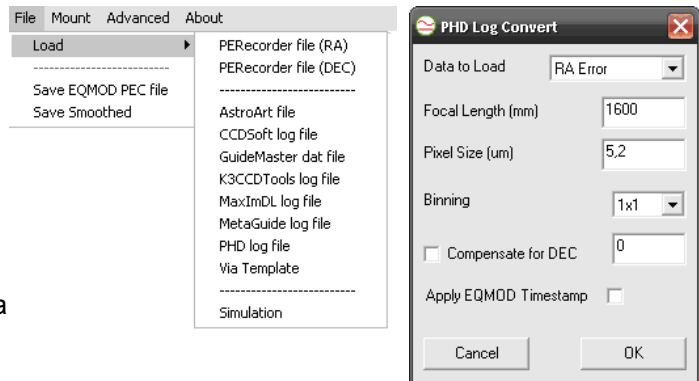 File Mount Advanced About
Load
Save EQMOD PEC file
Save Smoothed
PERecorder file (RA)
PERecorder file (DEC)
AstroArt file
CCDSoft log file
GuideMaster dat file
K3CCDTools log file
MaxImDL log file
MetaGuide log file
PHD log file
Via Template
Simulation
a
PHD Log Convert
Data to Load RA Error
Focal Length (mm) 1600
Pixel Size (um) 5,2
Binning 1x1
Compensate for DEC 0
Apply EQMOD Timestamp
Cancel OK